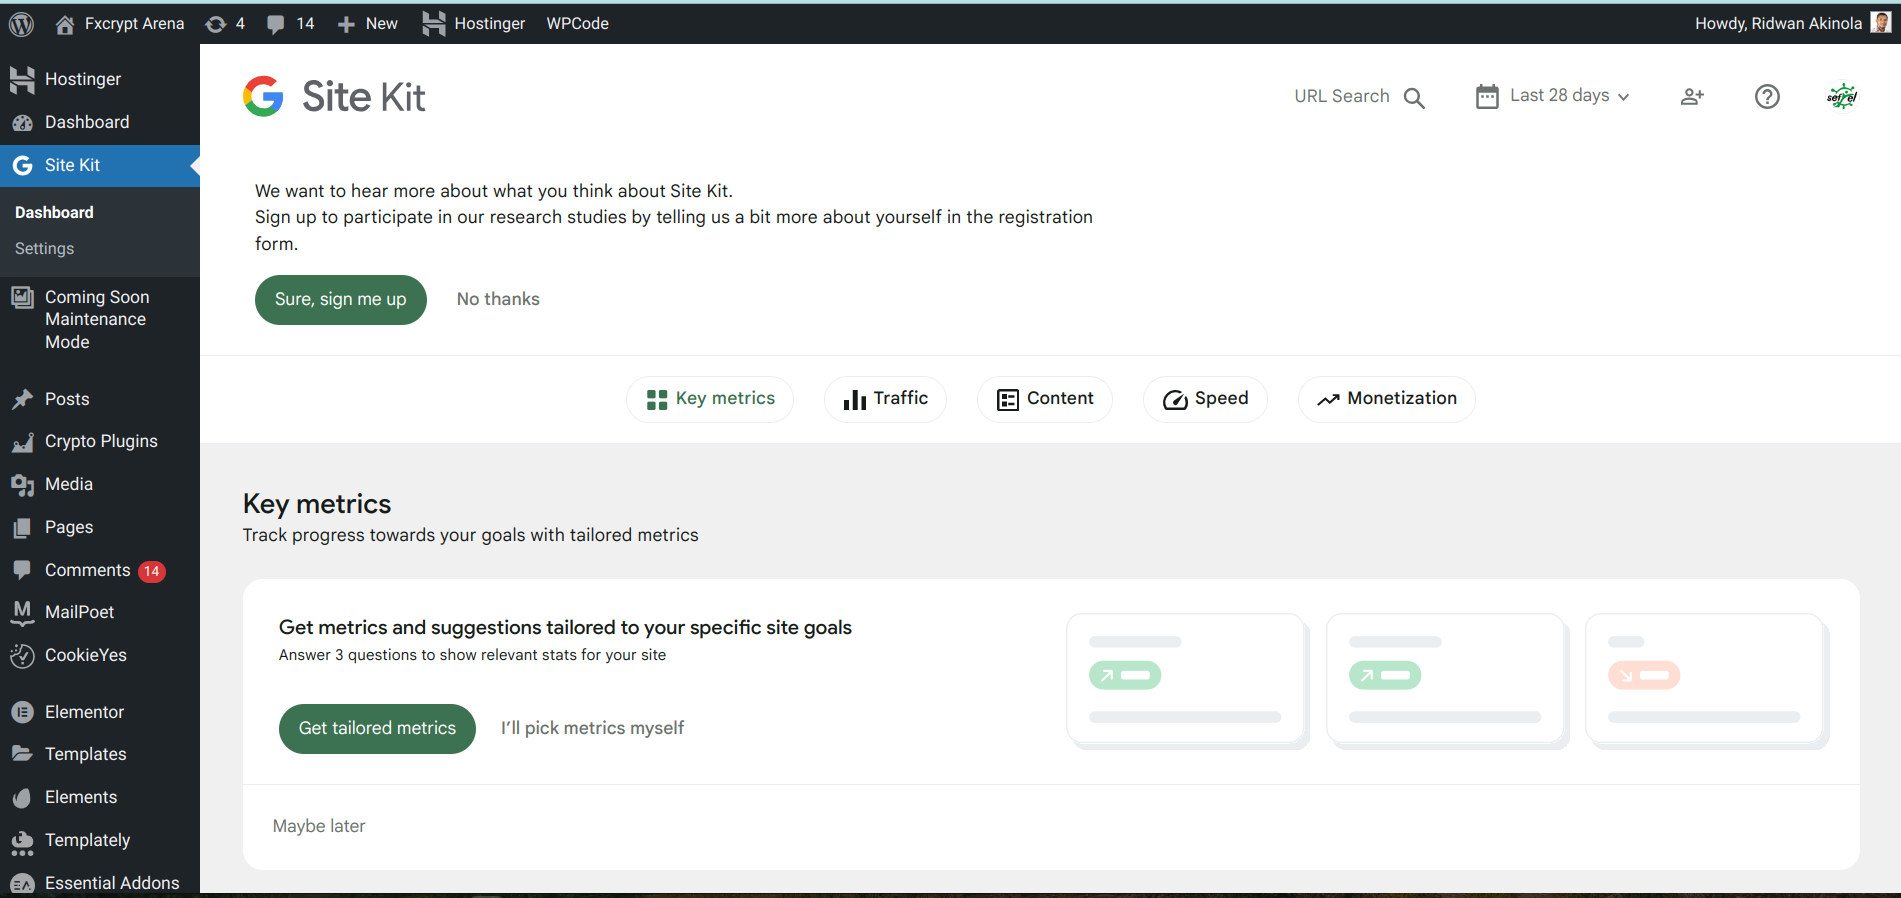 Fxcrypt Arena 4 14 New Hostinger WPCode Howdy, Ridwan Akinola
Hostinger
Dashboard
Site Kit
Dashboard
Settings
Coming Soon
Maintenance
Mode
Posts
Crypto Plugins
Media
Pages
Comments 14
MailPoet
CookieYes
Elementor
Templates
Elements
Templately
Essential Addons
Site Kit
URL Search Last 28 days
We want to hear more about what you think about Site Kit.
Sign up to participate in our research studies by telling us a bit more about yourself in the registration
form.
Sure, sign me up No thanks
Key metrics Traffic Content Speed Monetization
Key metrics
Track progress towards your goals with tailored metrics
Get metrics and suggestions tailored to your specific site goals
Answer 3 questions to show relevant stats for your site
Get tailored metrics I’ll pick metrics myself
Maybe later